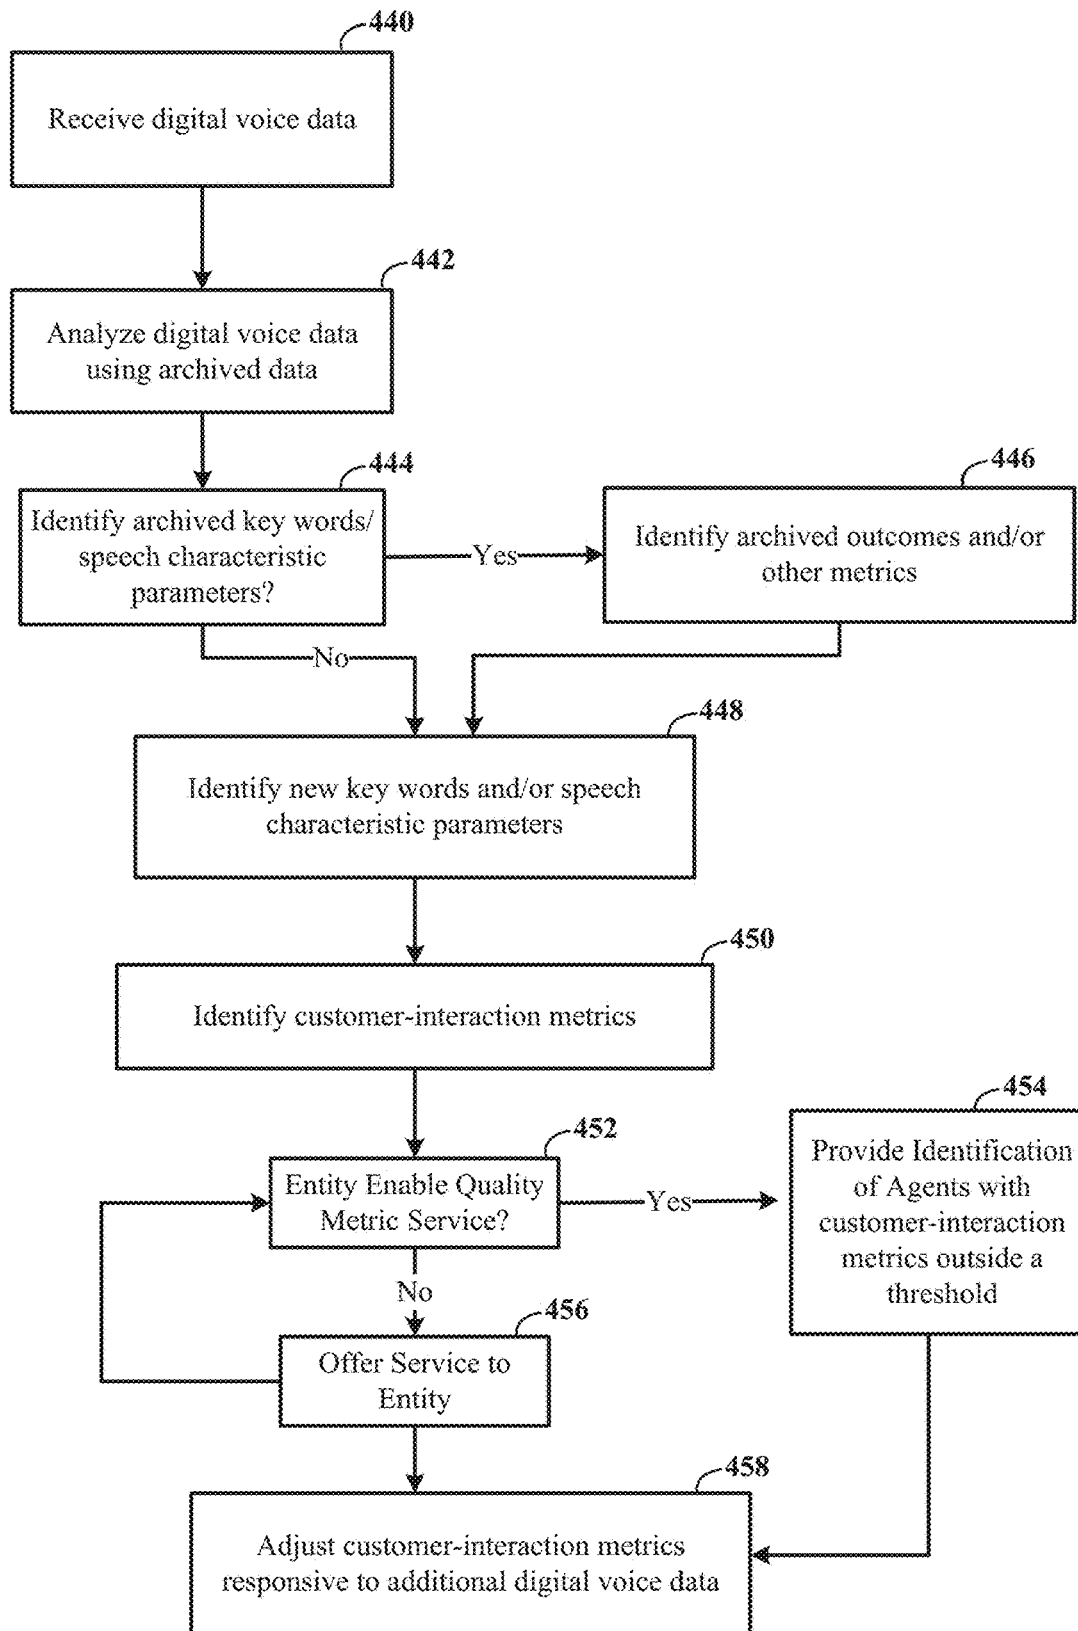 440
Receive digital voice data
442
Analyze digital voice data
using archived data
444
Identify archived key words/
speech characteristic
parameters?
Yes
446
Identify archived outcomes and/or
other metrics
No
448
Identify new key words and/or speech
characteristic parameters
450
Identify customer-interaction metrics
452
Entity Enable Quality
Metric Service?
Yes
454
Provide Identification
of Agents with
customer-interaction
metrics outside a
threshold
No
456
Offer Service to
Entity
458
Adjust customer-interaction metrics
responsive to additional digital voice data